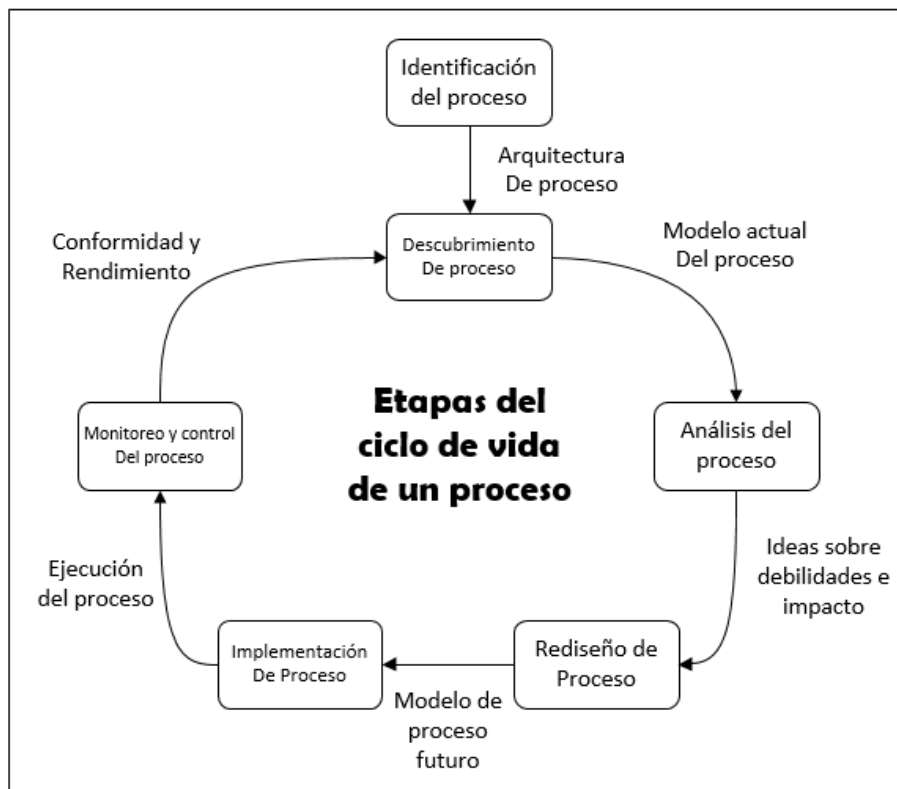 Identificación
del proceso
Arquitectura
De proceso
Descubrimiento
De proceso
Modelo actual
Del proceso
Análisis del
proceso
Ideas sobre
debilidades e
impacto
Rediseño de
Proceso
Modelo de
proceso
futuro
Implementación
De Proceso
Ejecución
del proceso
Monitoreo y control
Del proceso
Conformidad y
Rendimiento
Etapas del
ciclo de vida
de un proceso